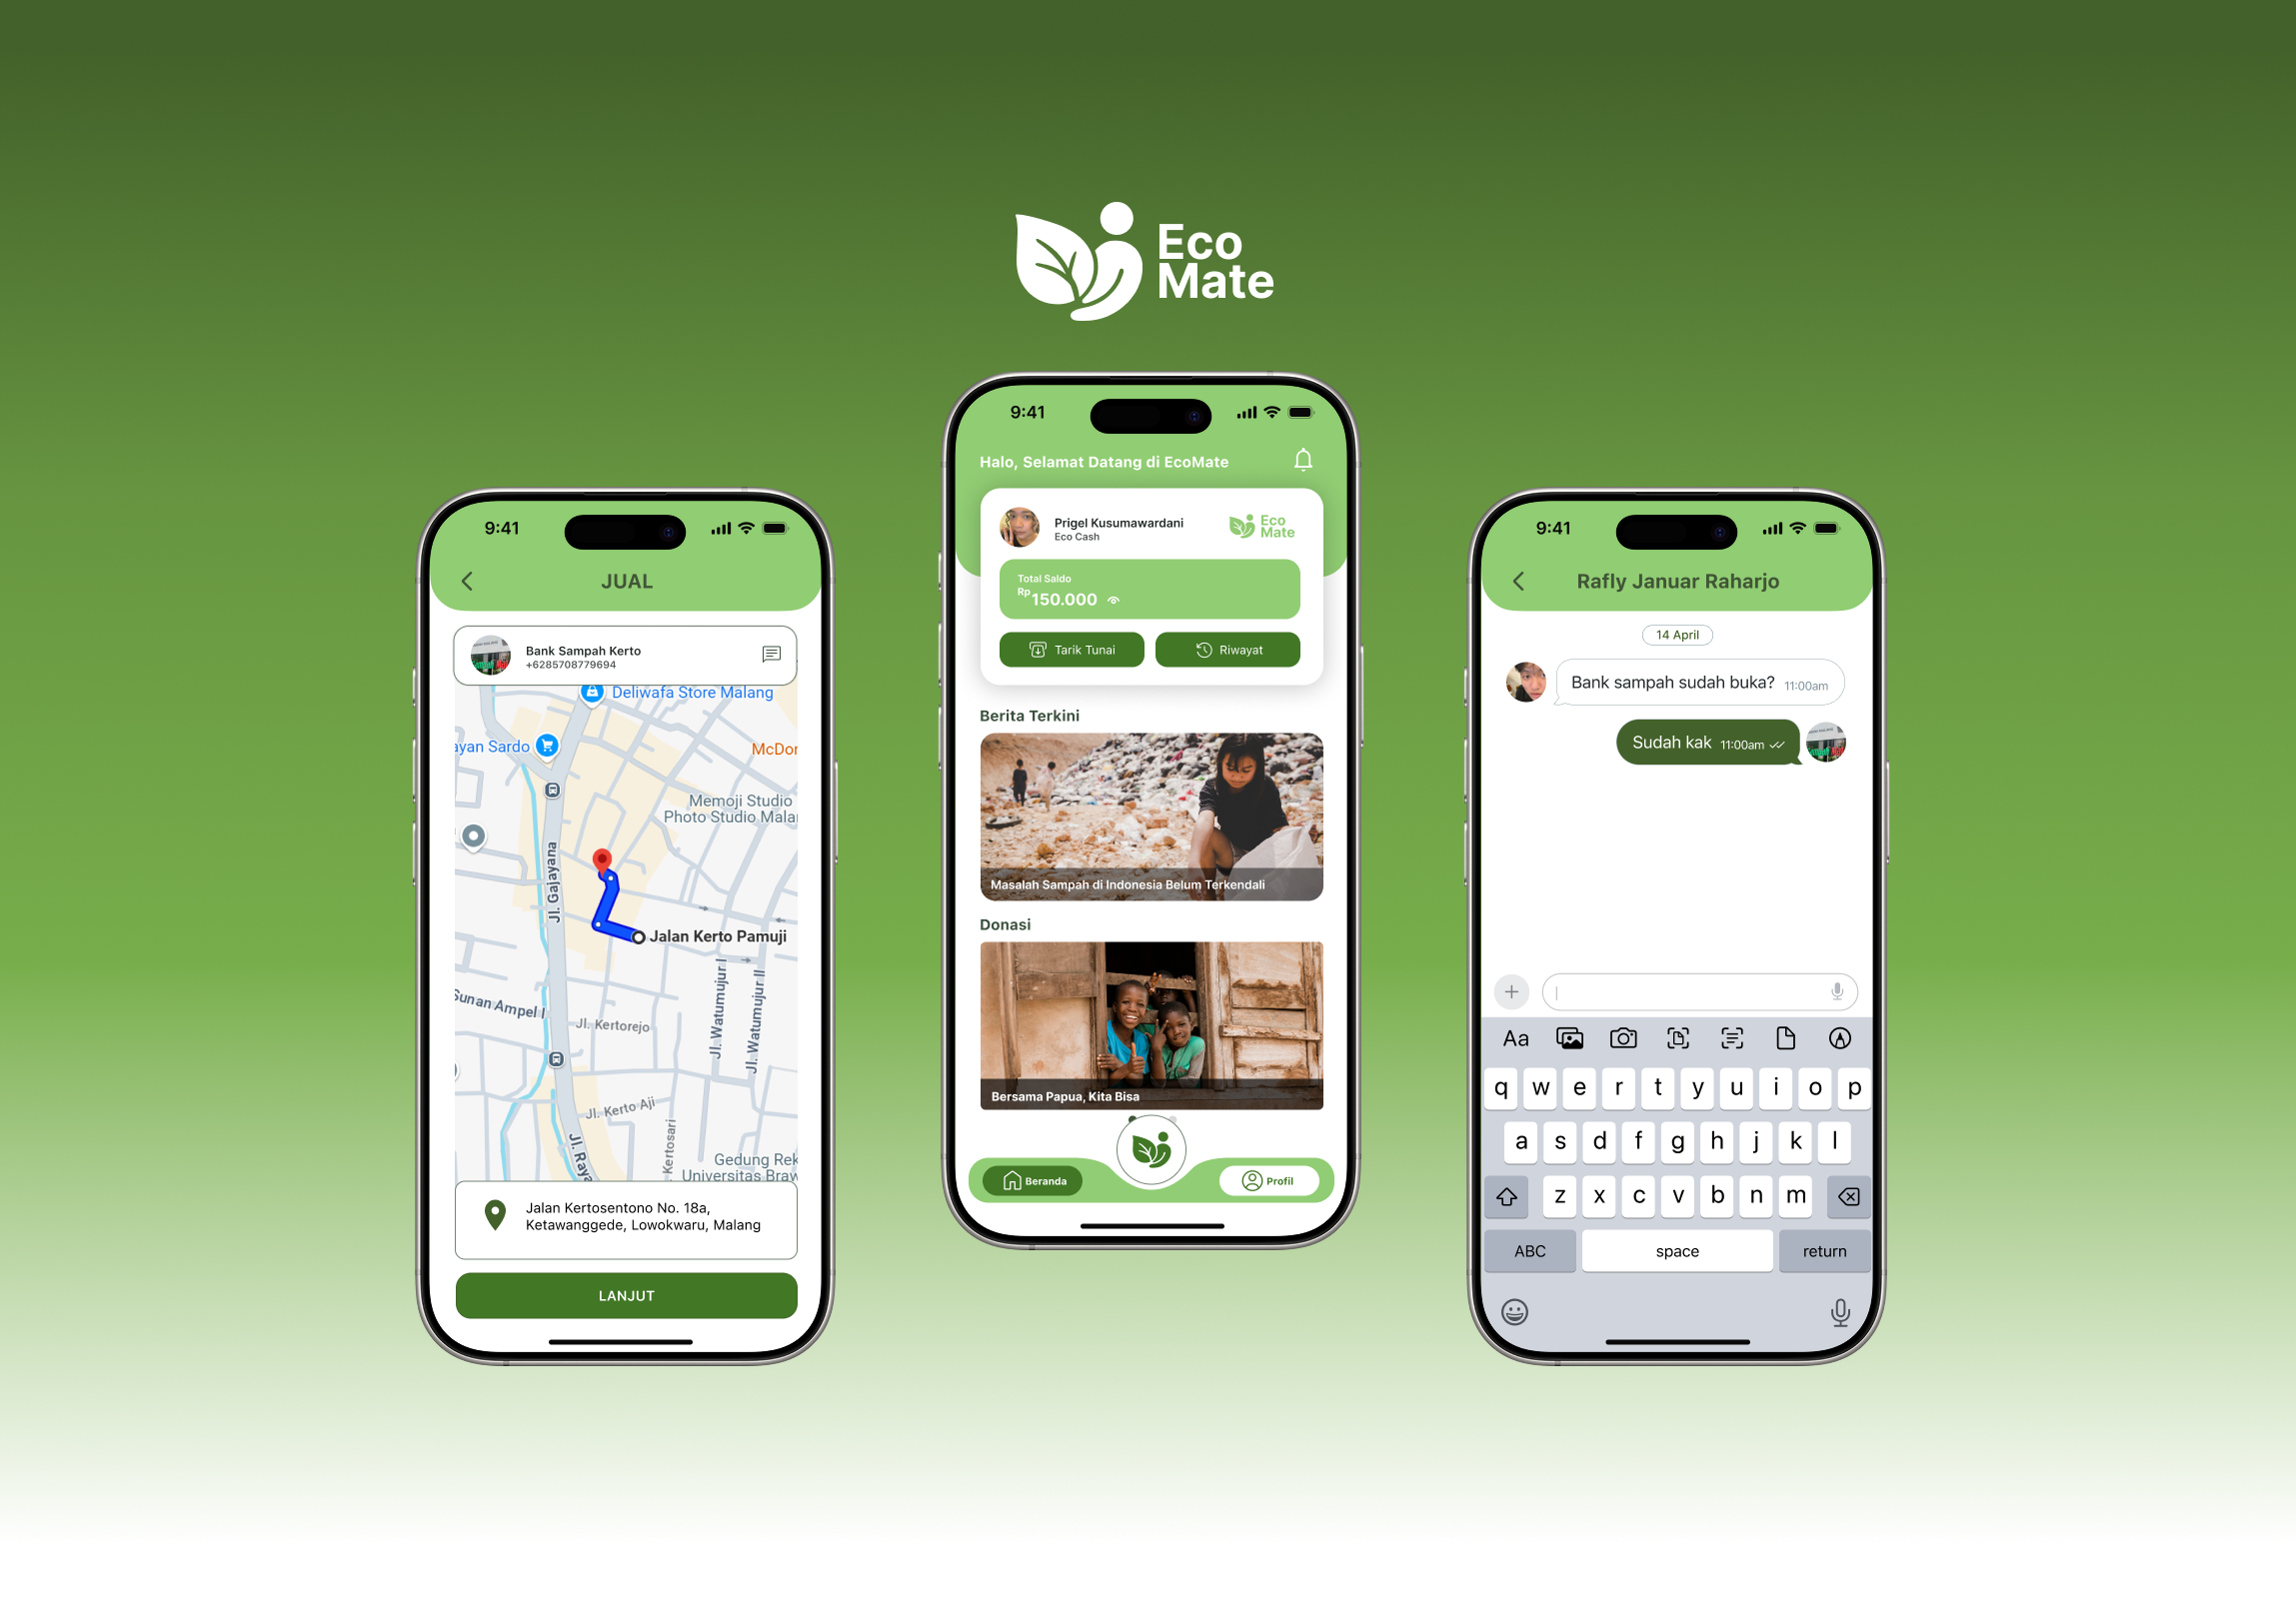 Eco
Mate
9:41
JUAL
Bank Sampah Kerto
+6285708779694
Deliwafa Store Malang
ayan Sardo
McDon
Memoji Studio
Photo Studio Malan
Jl. Gajayana
Jalan Kerto Pamuji
Sunan Ampel I
Jl. Kertorejo
Jl. Watumujur I
Jl. Watumujur II
Jl. Kerto Aji
Jl. Raya
Kertosari
Gedung Rek
Universitas Braw
Jalan Kertosentono No. 18a,
Ketawanggede, Lowokwaru, Malang
LANJUT
9:41
Halo, Selamat Datang di EcoMate
Prigel Kusumawardani
Eco Cash
Eco
Mate
Total Saldo
Rp 150.000
Tarik Tunai
Riwayat
Berita Terkini
Masalah Sampah di Indonesia Belum Terkendali
Donasi
Bersama Papua, Kita Bisa
Beranda
Profil
9:41
Rafly Januar Raharjo
14 April
Bank sampah sudah buka? 11:00am
Sudah kak 11:00am
Aa
q w e r t y u i o p
a s d f g h j k l
z x c v b n m
ABC space return